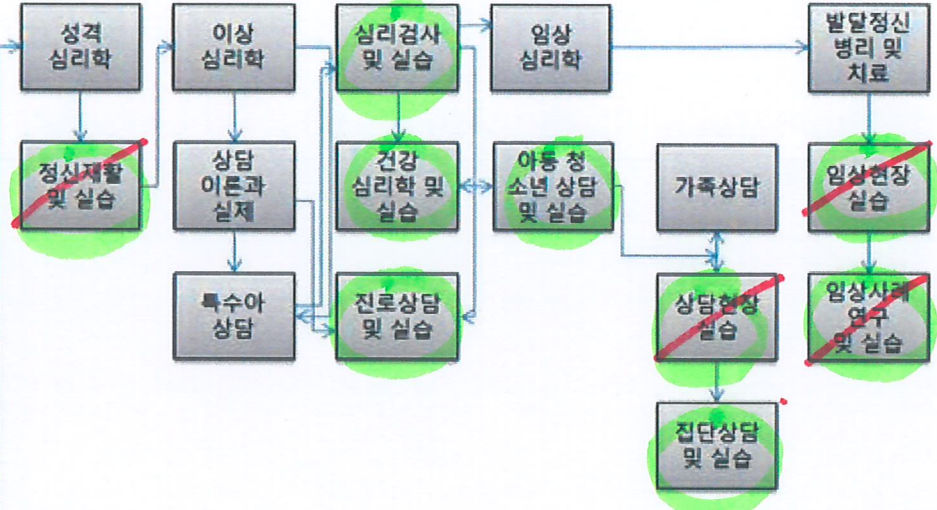 성격
심리학
이상
심리학
심리검사
및 실습
임상
심리학
발달정신
병리 및
치료
정신재활
및 실습
상담
이론과
실제
건강
심리학 및
실습
아동 청
소년 상담
및 실습
가족상담
임상현장
실습
특수아
상담
진로상담
및 실습
상담현장
실습
임상사례
연구
및 실습
집단상담
및 실습